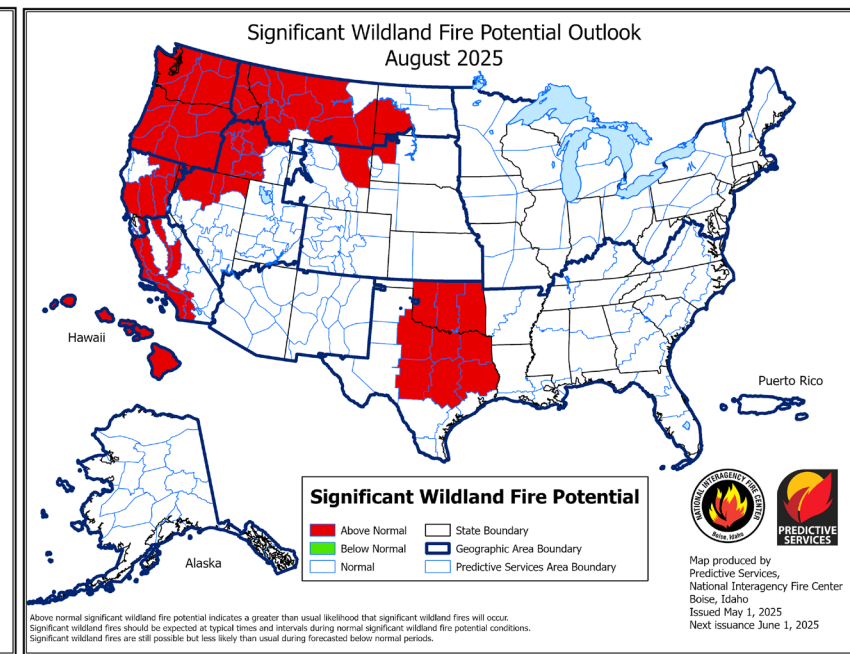 Significant Wildland Fire Potential Outlook
August 2025
Hawaii
Puerto Rico
Alaska
Significant Wildland Fire Potential
Above Normal
Below Normal
Normal
State Boundary
Geographic Area Boundary
Predictive Services Area Boundary
NATIONAL INTERAGENCY FIRE CENTER
Boise, Idaho
PREDICTIVE
SERVICES
Map produced by
Predictive Services,
National Interagency Fire Center
Boise, Idaho
Issued May 1, 2025
Next issuance June 1, 2025
Above normal significant wildland fire potential indicates a greater than usual likelihood that significant wildland fires will occur.
Significant wildland fires should be expected at typical times and intervals during normal significant wildland fire potential conditions.
Significant wildland fires are still possible but less likely than usual during forecasted below normal periods.